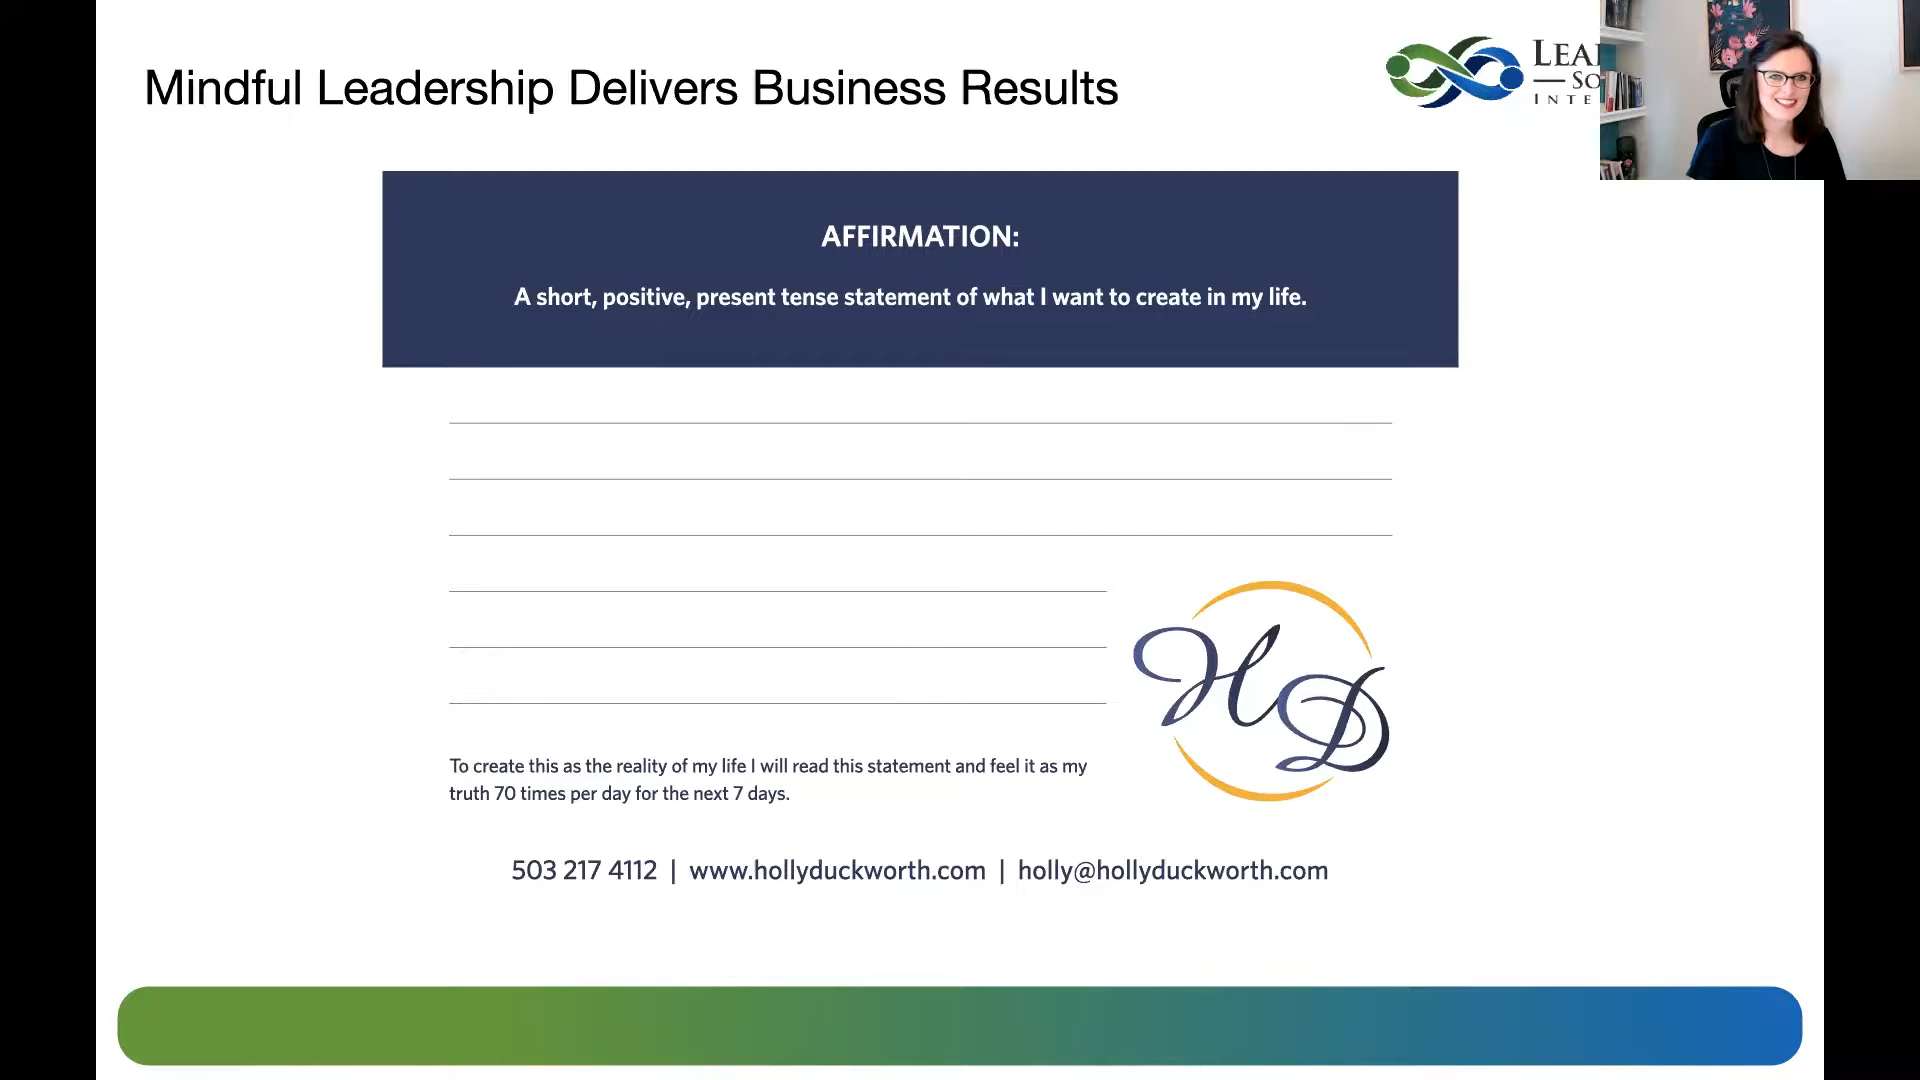 Mindful Leadership Delivers Business Results
AFFIRMATION:
A short, positive, present tense statement of what I want to create in my life.
HD
To create this as the reality of my life I will read this statement and feel it as my
truth 70 times per day for the next 7 days.
503 217 4112 | www.hollyduckworth.com | holly@hollyduckworth.com